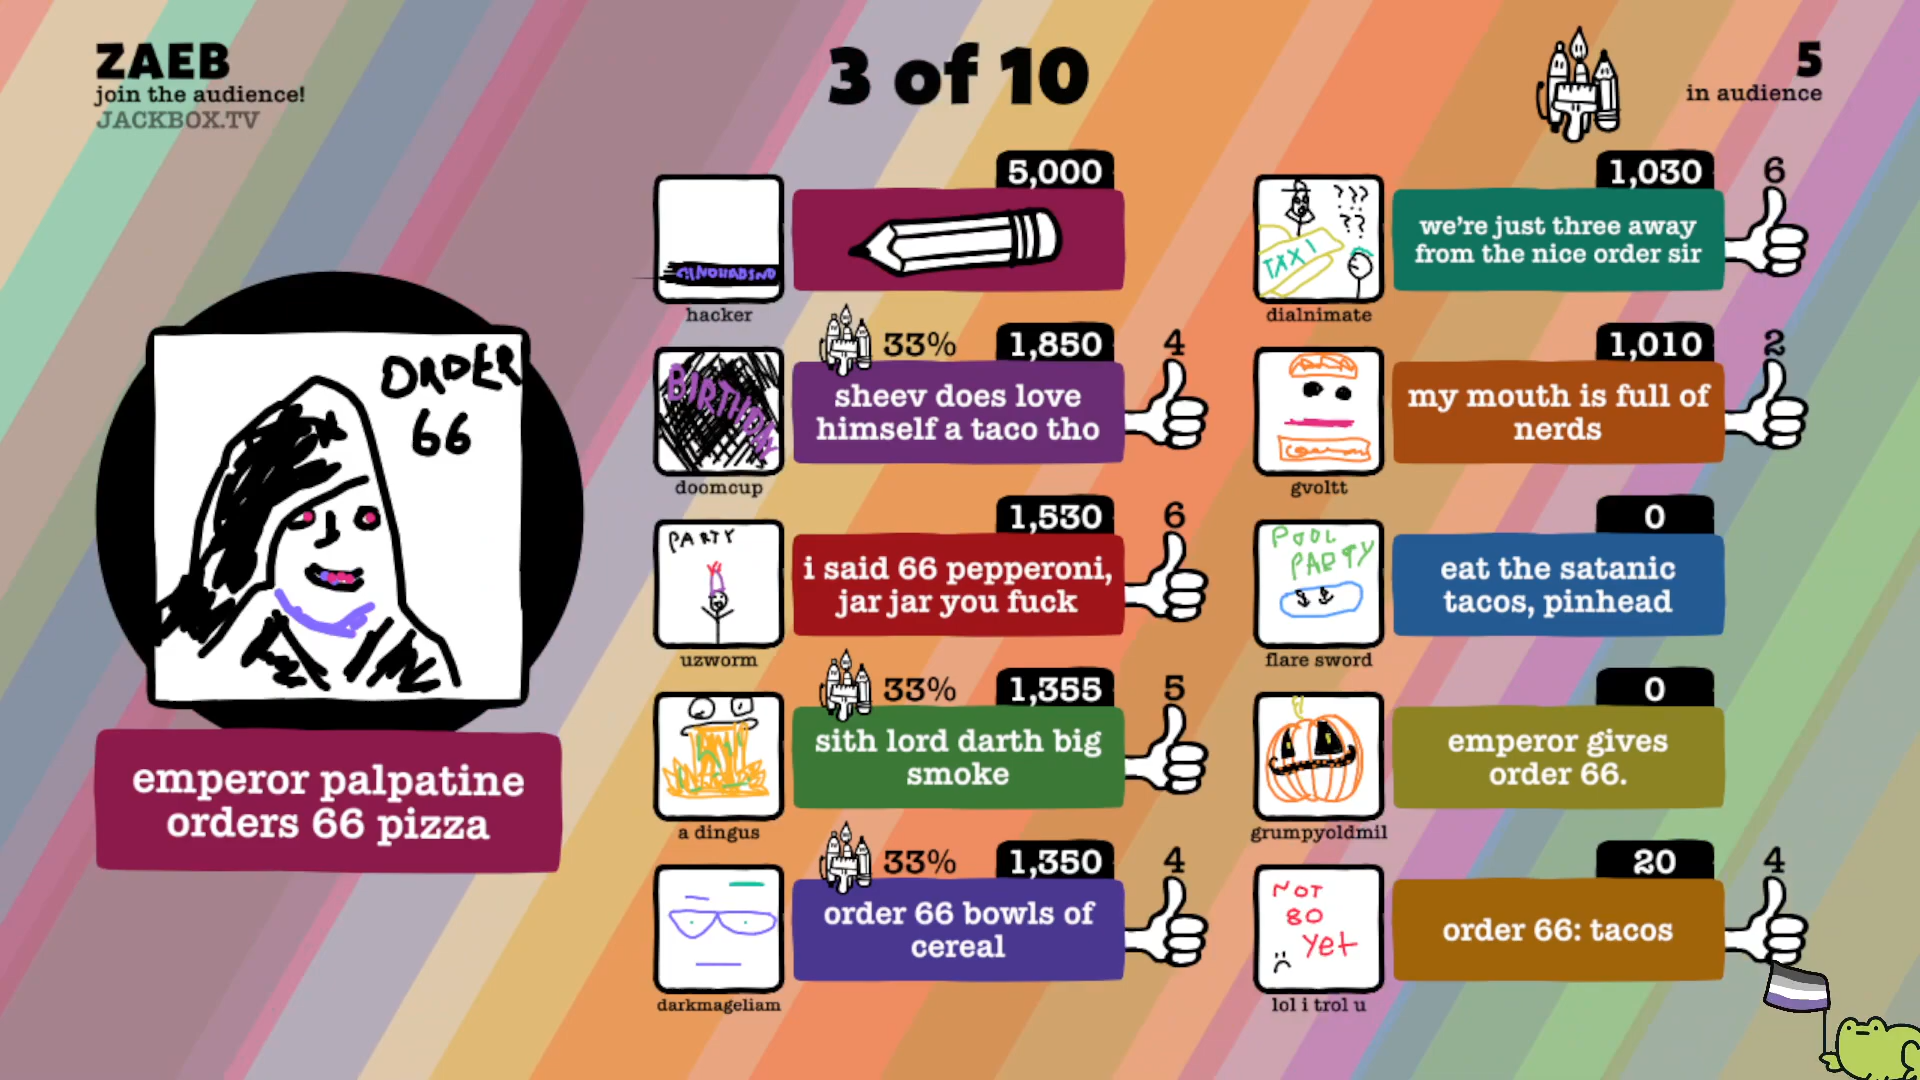 ZAEB
join the audience!
JACKBOX.TV
3 of 10
5
in audience
ORDER
66
emperor palpatine
orders 66 pizza
5,000
hacker
33%
1,850
4
BIRTHDAY
sheev does love
himself a taco tho
doomcup
1,530
6
PARTY
i said 66 pepperoni,
jar jar you fuck
uzworm
33%
1,355
5
sith lord darth big
smoke
a dingus
33%
1,350
4
order 66 bowls of
cereal
darkmageliam
1,030
6
???
??
TAXI
we're just three away
from the nice order sir
dialnimate
1,010
2
my mouth is full of
nerds
gvoltt
0
POOL
PARTY
eat the satanic
tacos, pinhead
flare sword
0
emperor gives
order 66.
grumpyoldmil
20
4
NOT
80
yet
order 66: tacos
lol i trol u